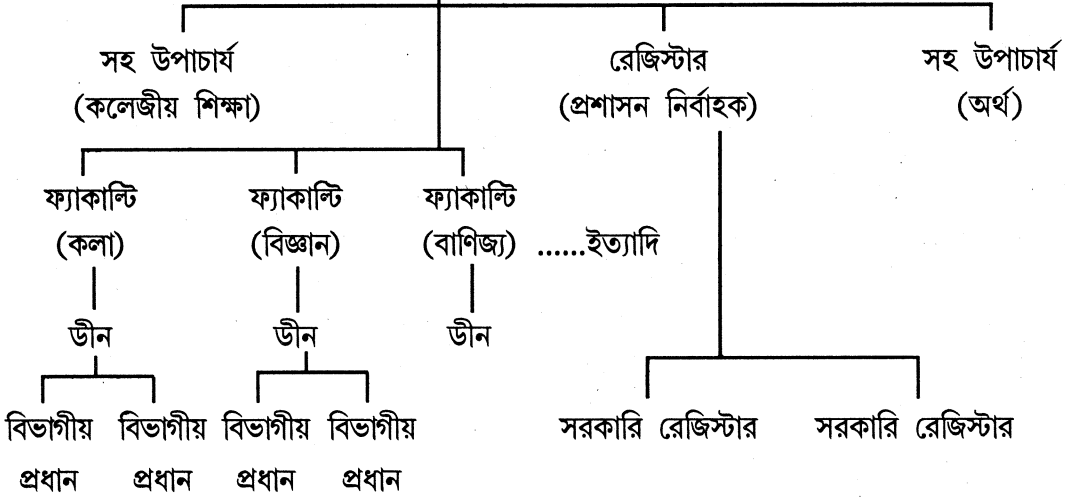 সহ উপাচার্য রেজিস্টার সহ উপাচার্য
(কলেজীয় শিক্ষা) (প্রশাসন নির্বাহক) (অর্থ)
ফ্যাকাল্টি ফ্যাকাল্টি ফ্যাকাল্টি
(কলা) (বিজ্ঞান) (বাণিজ্য) ......ইত্যাদি
ডীন ডীন ডীন
বিভাগীয় বিভাগীয় বিভাগীয় বিভাগীয় সরকারি রেজিস্টার সরকারি রেজিস্টার
প্রধান প্রধান প্রধান প্রধান